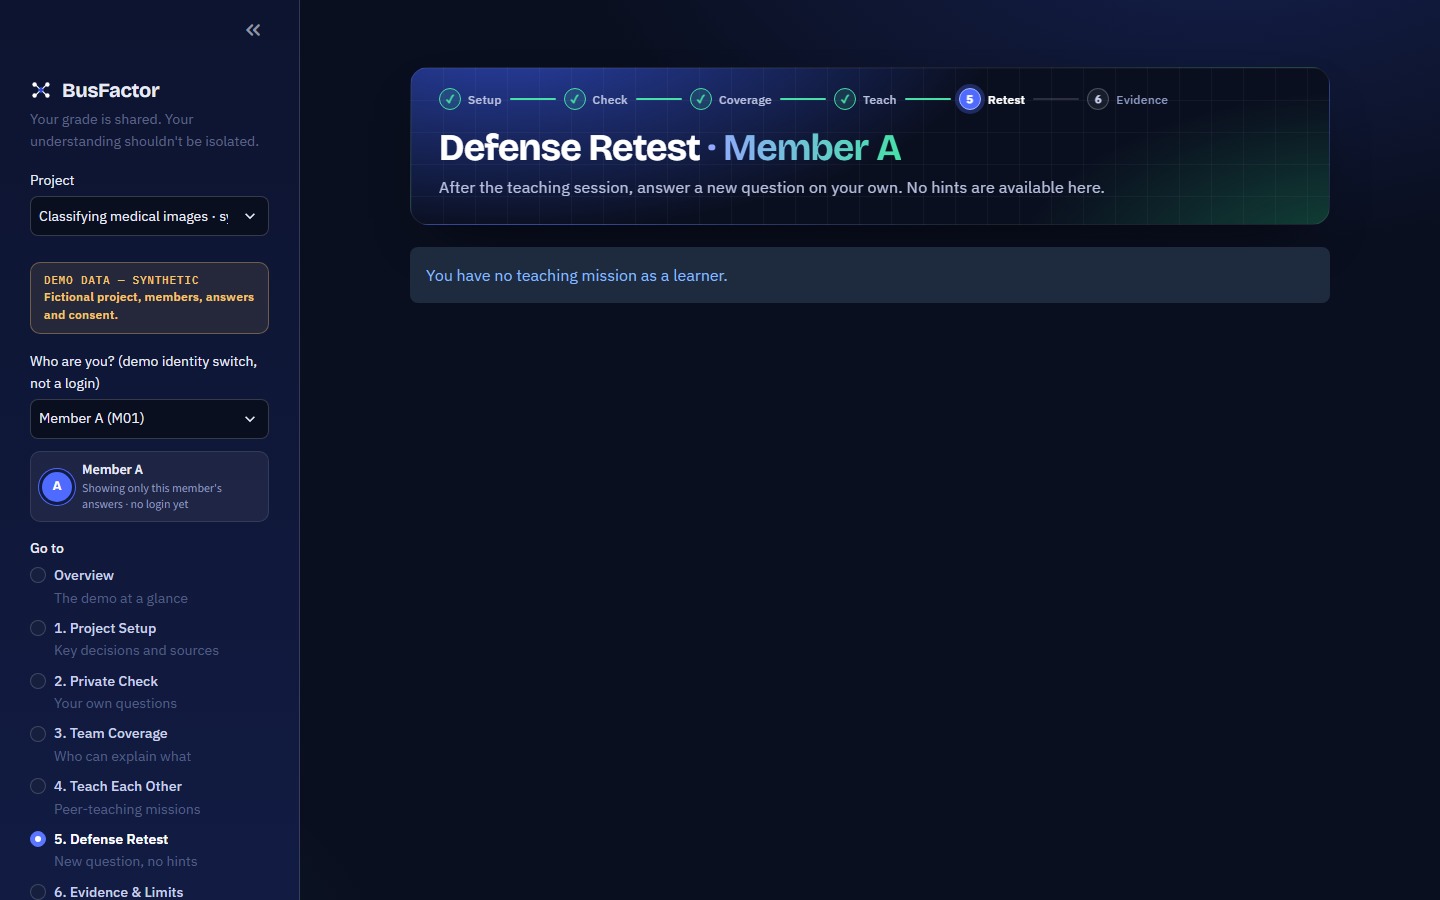 BusFactor
Your grade is shared. Your
understanding shouldn't be isolated.
Project
Classifying medical images · sy
DEMO DATA — SYNTHETIC
Fictional project, members, answers
and consent.
Who are you? (demo identity switch,
not a login)
Member A (M01)
A
Member A
Showing only this member's
answers · no login yet
Go to
Overview
The demo at a glance
1. Project Setup
Key decisions and sources
2. Private Check
Your own questions
3. Team Coverage
Who can explain what
4. Teach Each Other
Peer-teaching missions
5. Defense Retest
New question, no hints
6. Evidence & Limits
✓ Setup ✓ Check ✓ Coverage ✓ Teach 5 Retest 6 Evidence
Defense Retest · Member A
After the teaching session, answer a new question on your own. No hints are available here.
You have no teaching mission as a learner.